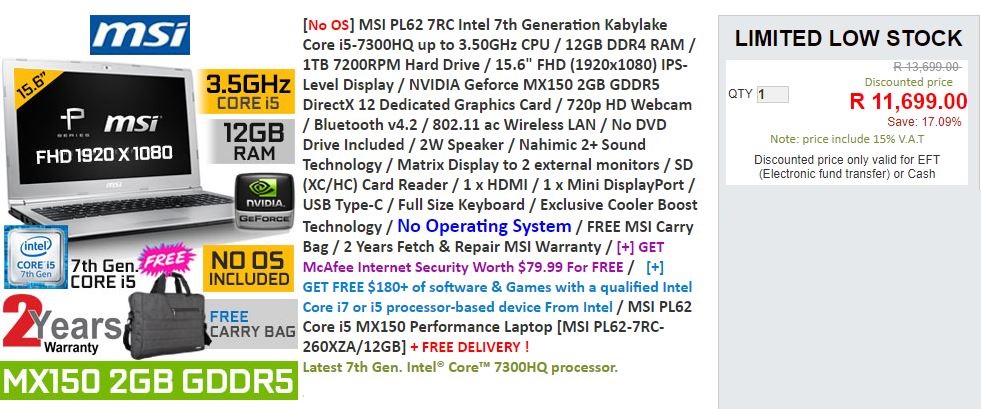 msi
15.6"
P
SERIES
msi
FHD 1920 X 1080
msi
3.5GHz
CORE i5
12GB
RAM
NVIDIA
GEFORCE
intel
CORE i5
7th Gen
7th Gen.
CORE i5
FREE
NO OS
INCLUDED
2Years
Warranty
FREE
CARRY BAG
MX150 2GB GDDR5
[No OS] MSI PL62 7RC Intel 7th Generation Kabylake
Core i5-7300HQ up to 3.50GHz CPU / 12GB DDR4 RAM /
1TB 7200RPM Hard Drive / 15.6" FHD (1920x1080) IPS-
Level Display / NVIDIA Geforce MX150 2GB GDDR5
DirectX 12 Dedicated Graphics Card / 720p HD Webcam
/ Bluetooth v4.2 / 802.11 ac Wireless LAN / No DVD
Drive Included / 2W Speaker / Nahimic 2+ Sound
Technology / Matrix Display to 2 external monitors / SD
(XC/HC) Card Reader / 1 x HDMI / 1 x Mini DisplayPort /
USB Type-C / Full Size Keyboard / Exclusive Cooler Boost
Technology / No Operating System / FREE MSI Carry
Bag / 2 Years Fetch & Repair MSI Warranty / [+] GET
McAfee Internet Security Worth $79.99 For FREE / [+]
GET FREE $180+ of software & Games with a qualified Intel
Core i7 or i5 processor-based device From Intel / MSI PL62
Core i5 MX150 Performance Laptop [MSI PL62-7RC-
260XZA/12GB] + FREE DELIVERY !
Latest 7th Gen. Intel® Core™ 7300HQ processor.
LIMITED LOW STOCK
R 13,699.00
Discounted price
QTY 1
R 11,699.00
Save: 17.09%
Note: price include 15% V.A.T
Discounted price only valid for EFT
(Electronic fund transfer) or Cash